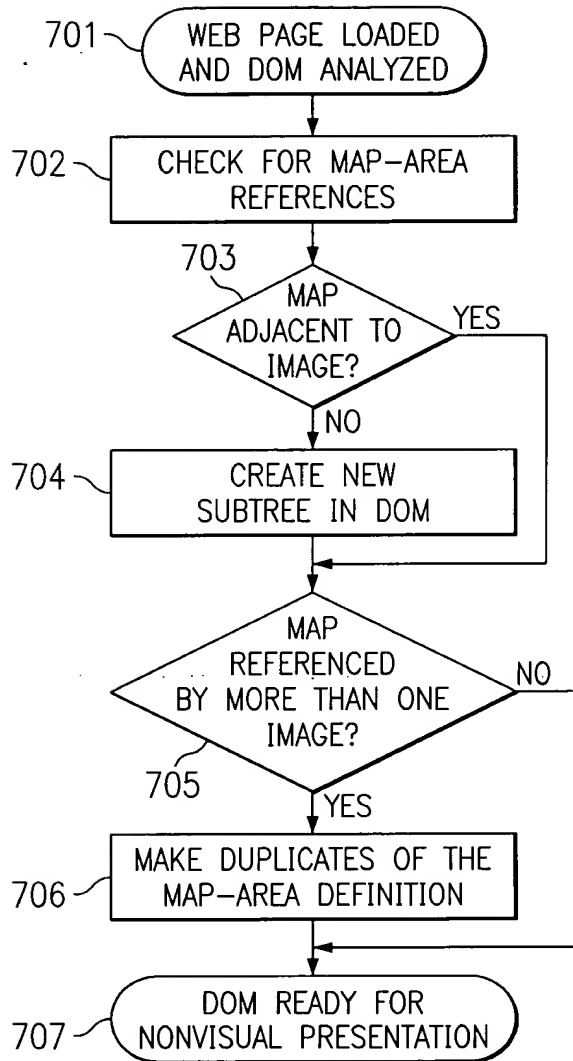 701
WEB PAGE LOADED
AND DOM ANALYZED
702
CHECK FOR MAP-AREA
REFERENCES
703
MAP
ADJACENT TO
IMAGE?
YES
NO
704
CREATE NEW
SUBTREE IN DOM
MAP
REFERENCED
BY MORE THAN ONE
IMAGE?
NO
705
YES
706
MAKE DUPLICATES OF THE
MAP-AREA DEFINITION
707
DOM READY FOR
NONVISUAL PRESENTATION